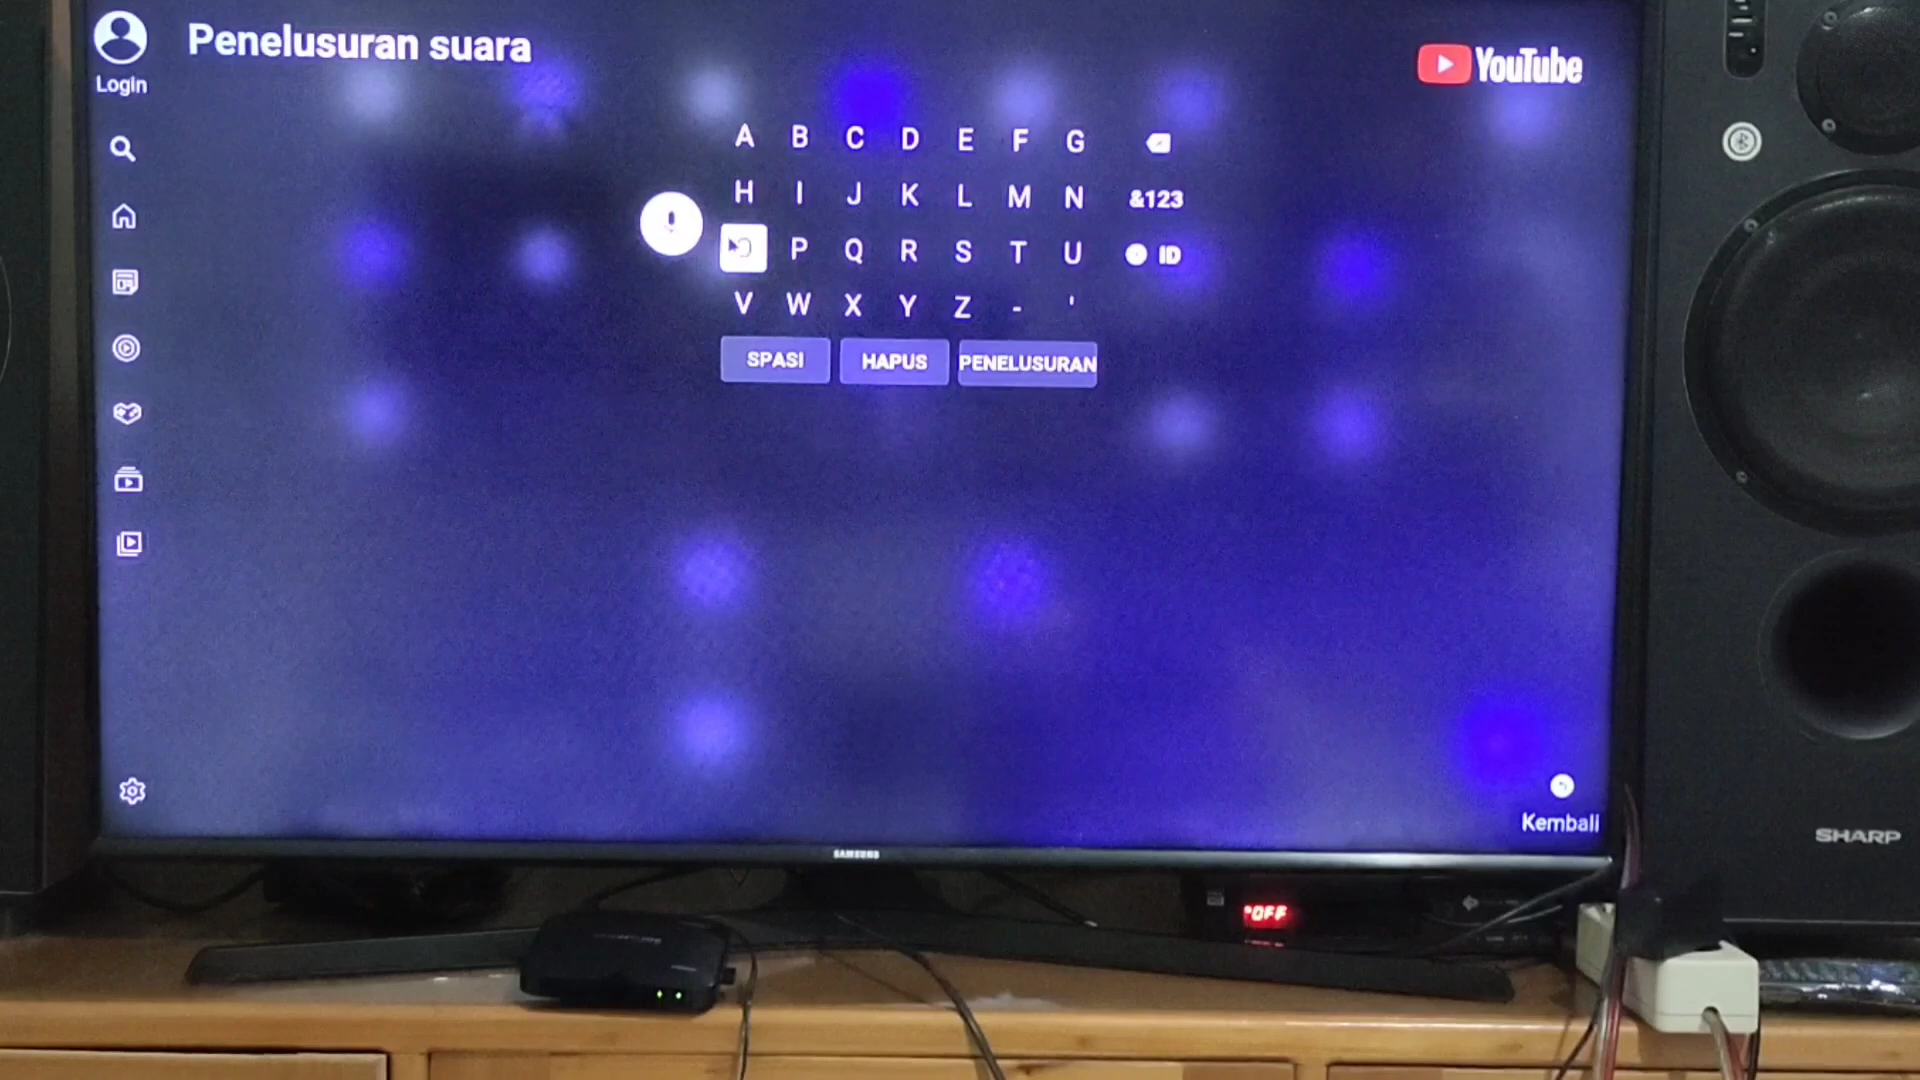 Penelusuran suara
YouTube
Login
A B C D E F G
H I J K L M N &123
O P Q R S T U ID
V W X Y Z - '
SPASI HAPUS PENELUSURAN
Kembali
SAMSUNG
SHARP
OFF